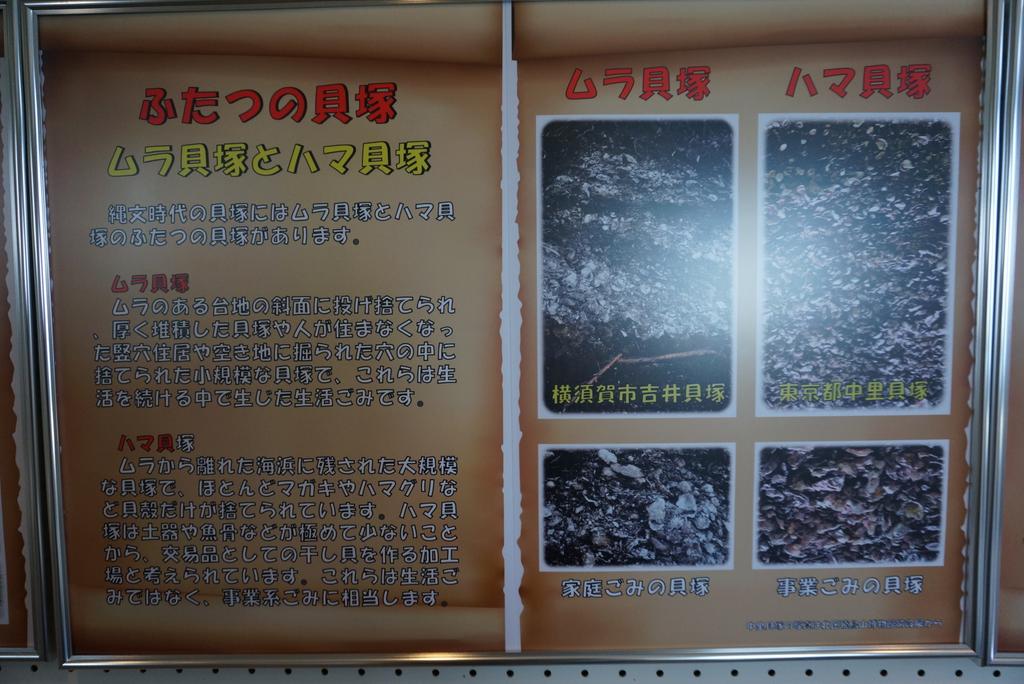 ふたつの貝塚
ムラ貝塚とハマ貝塚
縄文時代の貝塚にはムラ貝塚とハマ貝
塚のふたつの貝塚があります。
ムラ貝塚
ムラのある台地の斜面に投げ捨てられ
、厚く堆積した貝塚や人が住まなくなっ
た竪穴住居や空き地に掘られた穴の中に
捨てられた小規模な貝塚で、これらは生
活を続ける中で生じた生活ごみです。
ハマ貝塚
ムラから離れた海浜に残された大規模
な貝塚で、ほとんどマガキやハマグリな
ど貝殻だけが捨てられています。ハマ貝
塚は土器や魚骨などが極めて少ないこと
から、交易品としての干し貝を作る加工
場と考えられています。これらは生活ご
みではなく、事業系ごみに相当します。
ムラ貝塚
ハマ貝塚
横須賀市吉井貝塚
東京都中里貝塚
家庭ごみの貝塚
事業ごみの貝塚